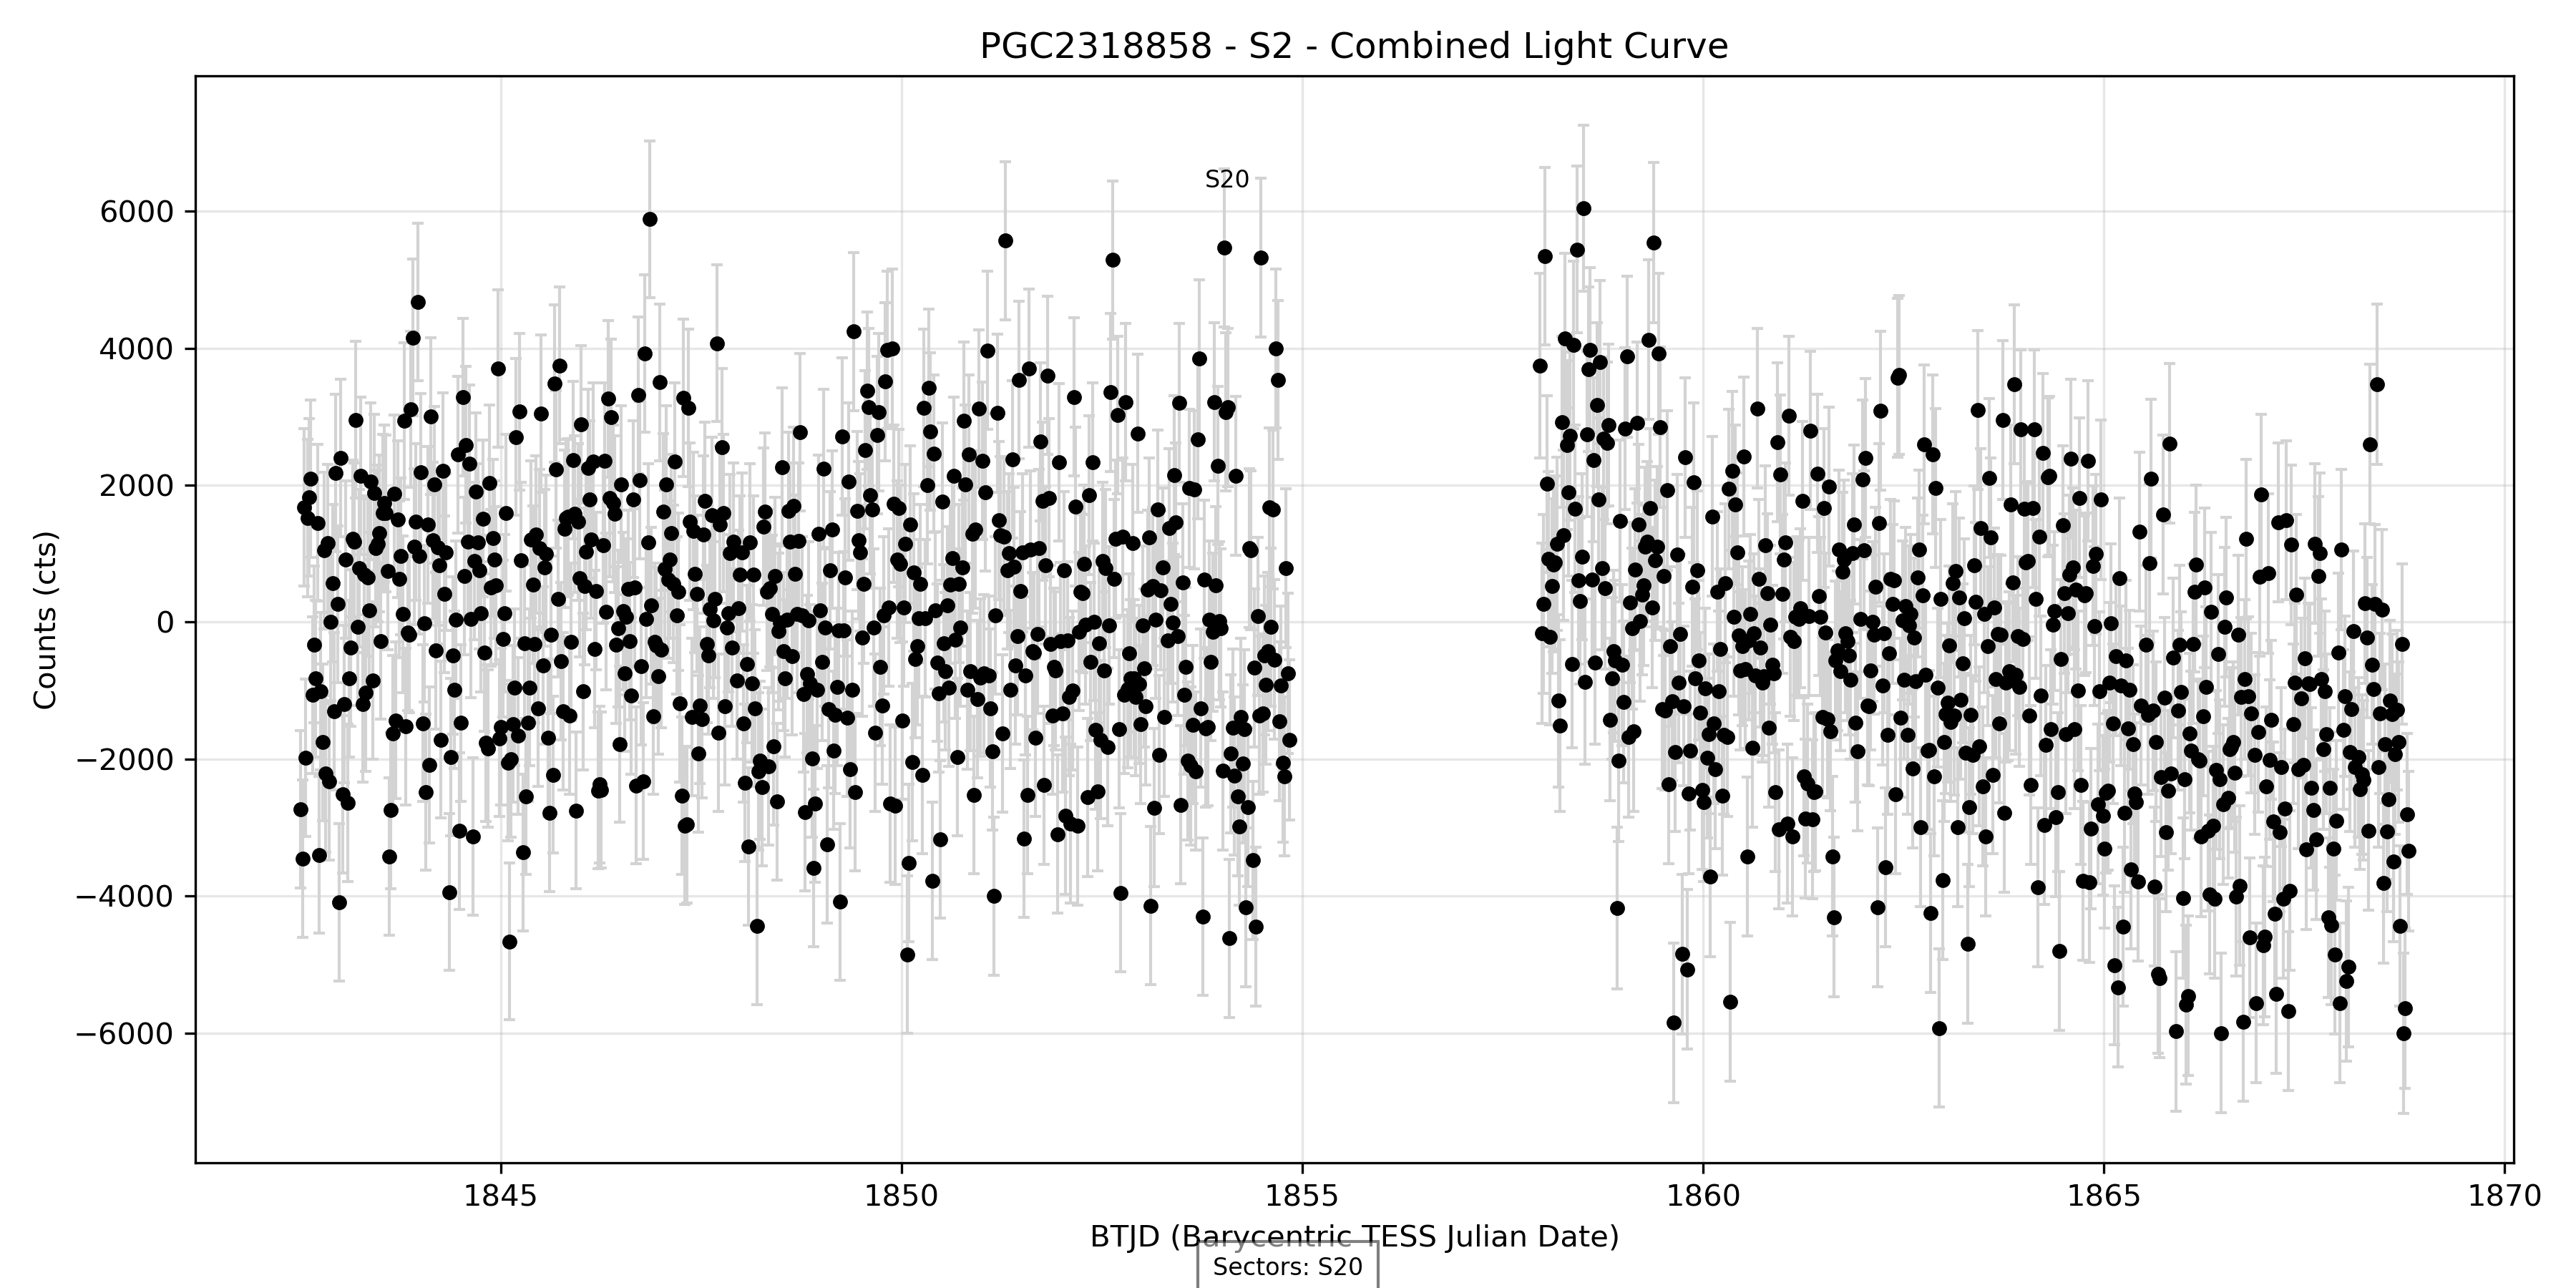 PGC2318858 - S2 - Combined Light Curve
S20
6000
4000
2000
0
−2000
−4000
−6000
Counts (cts)
1845 1850 1855 1860 1865 1870
BTJD (Barycentric TESS Julian Date)
Sectors: S20